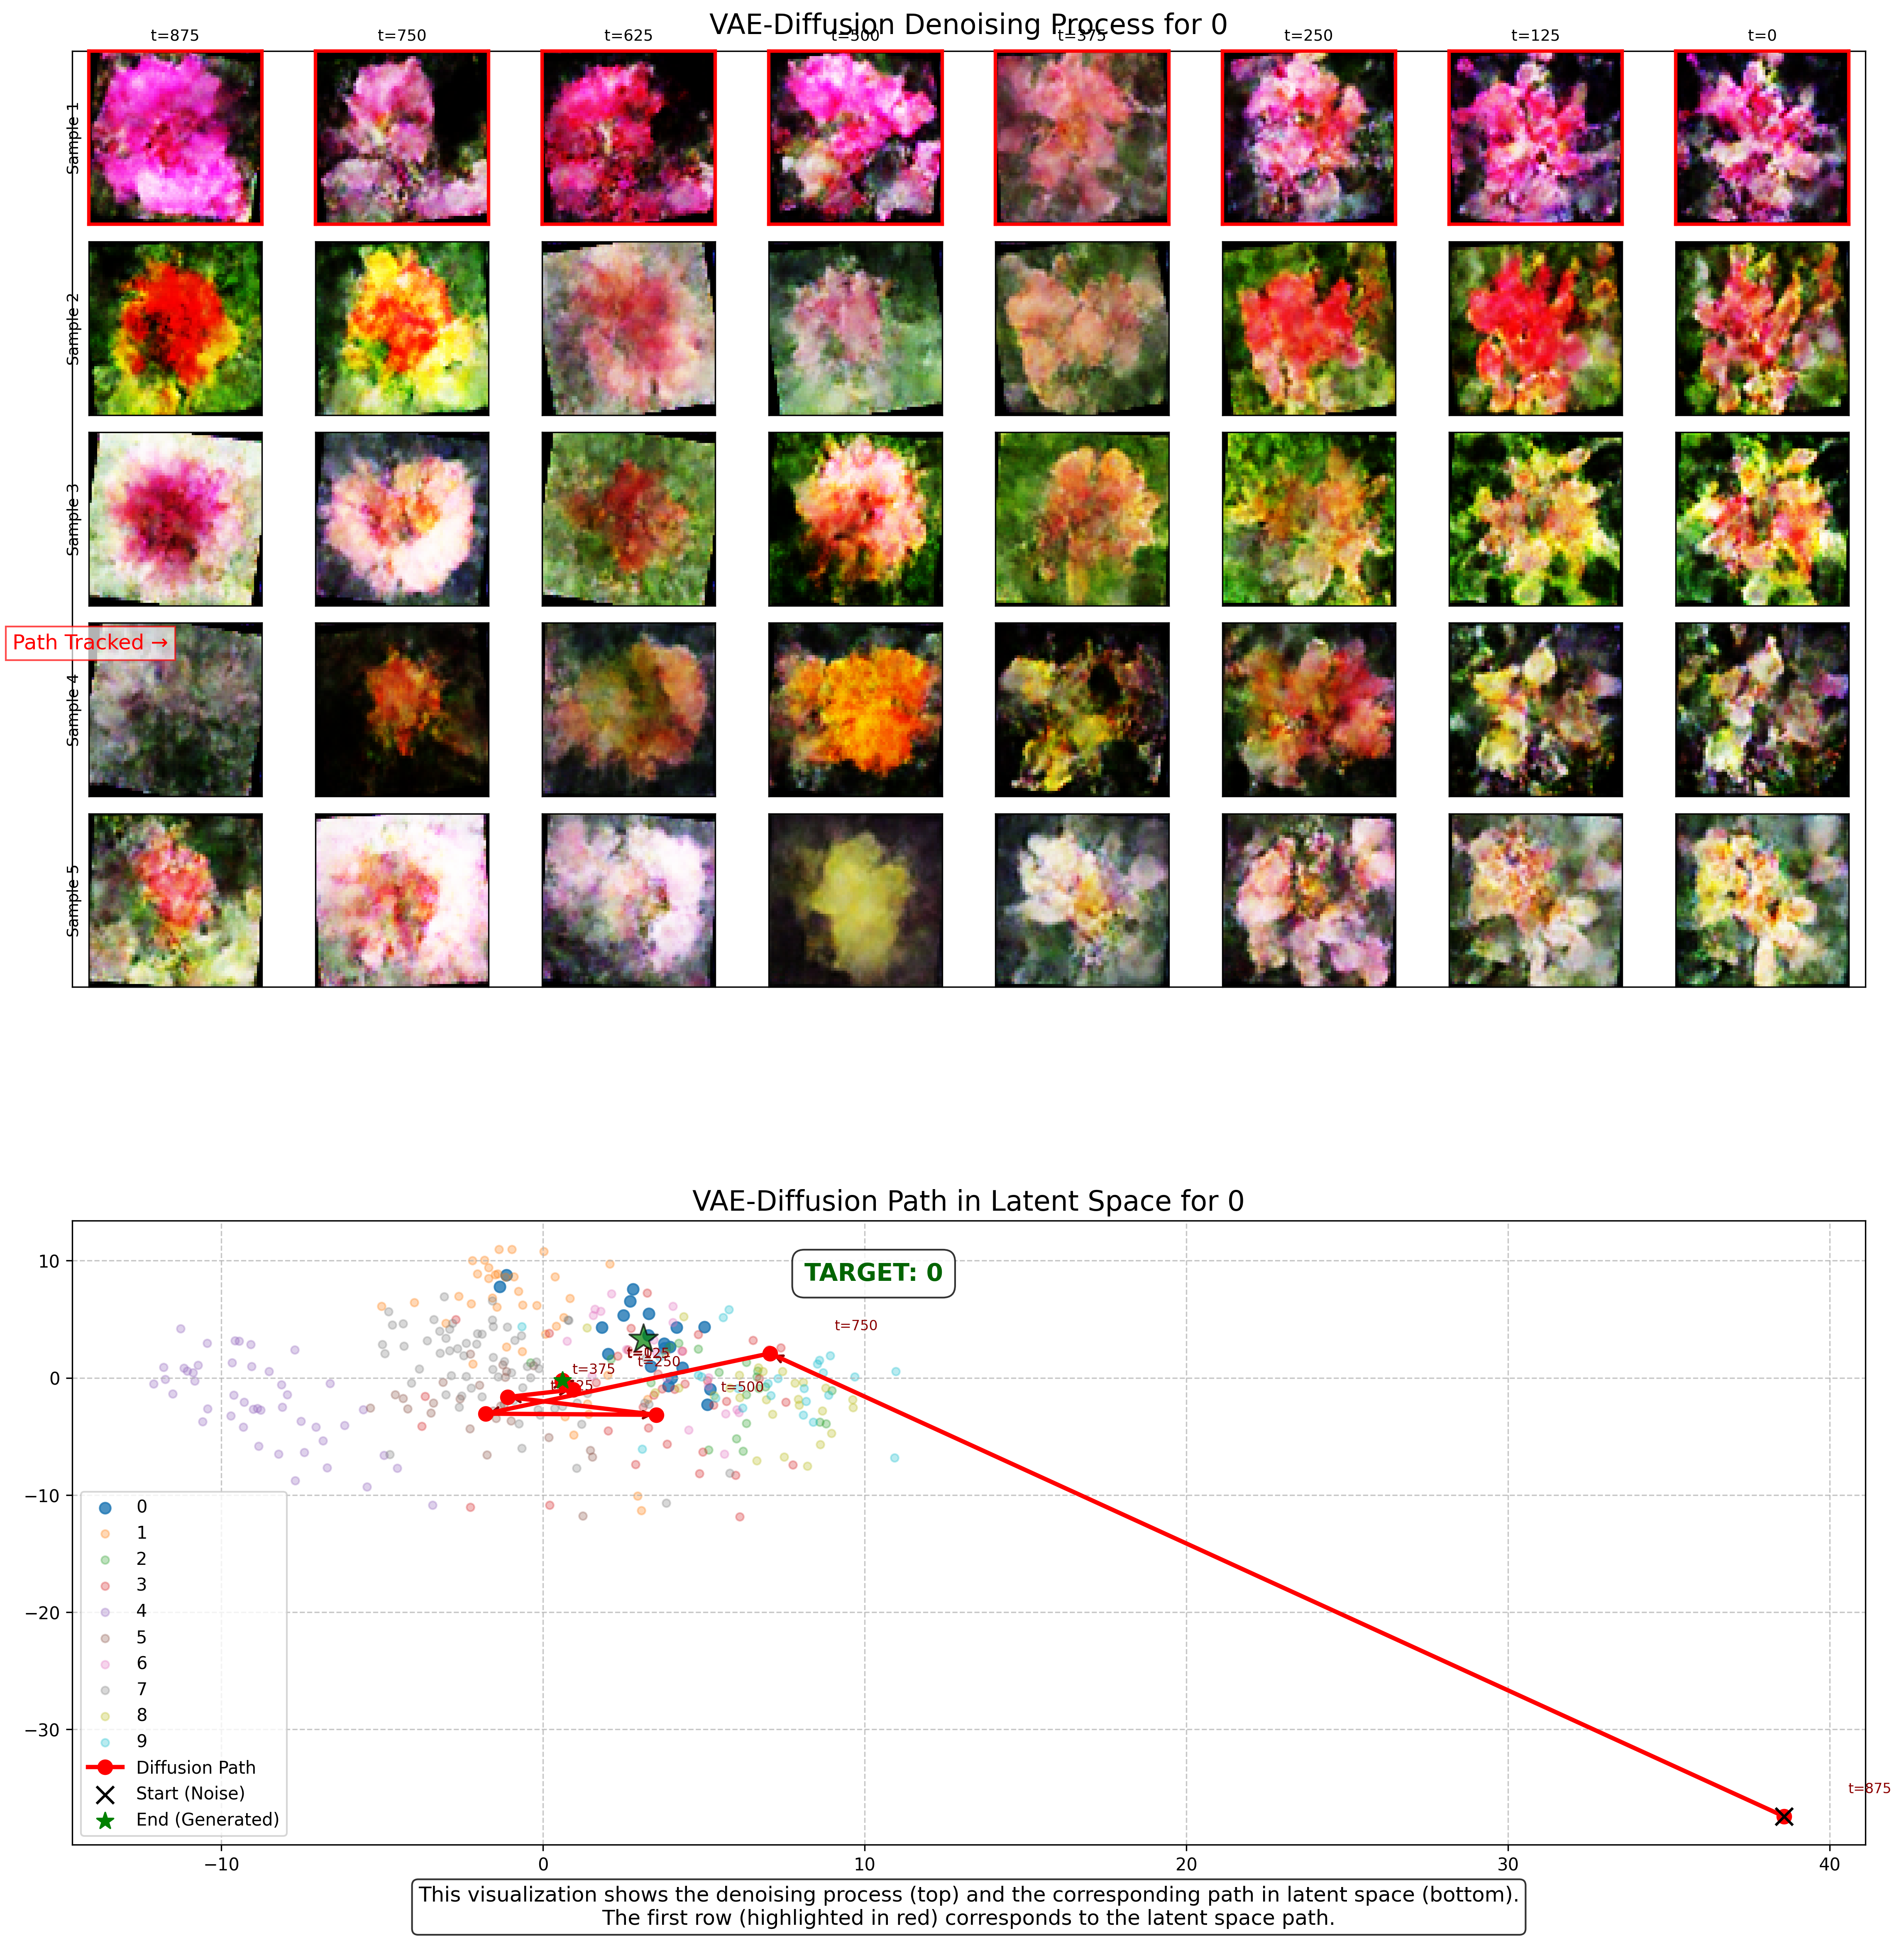 VAE-Diffusion Denoising Process for 0
t=875 t=750 t=625 t=500 t=375 t=250 t=125 t=0
Sample 1
Sample 2
Sample 3
Path Tracked →
Sample 4
Sample 5
VAE-Diffusion Path in Latent Space for 0
TARGET: 0
t=750
t=250
t=375
t=500
t=875
10
0
−10
−20
−30
0
1
2
3
4
5
6
7
8
9
Diffusion Path
Start (Noise)
End (Generated)
−10 0 10 20 30 40
This visualization shows the denoising process (top) and the corresponding path in latent space (bottom).
The first row (highlighted in red) corresponds to the latent space path.